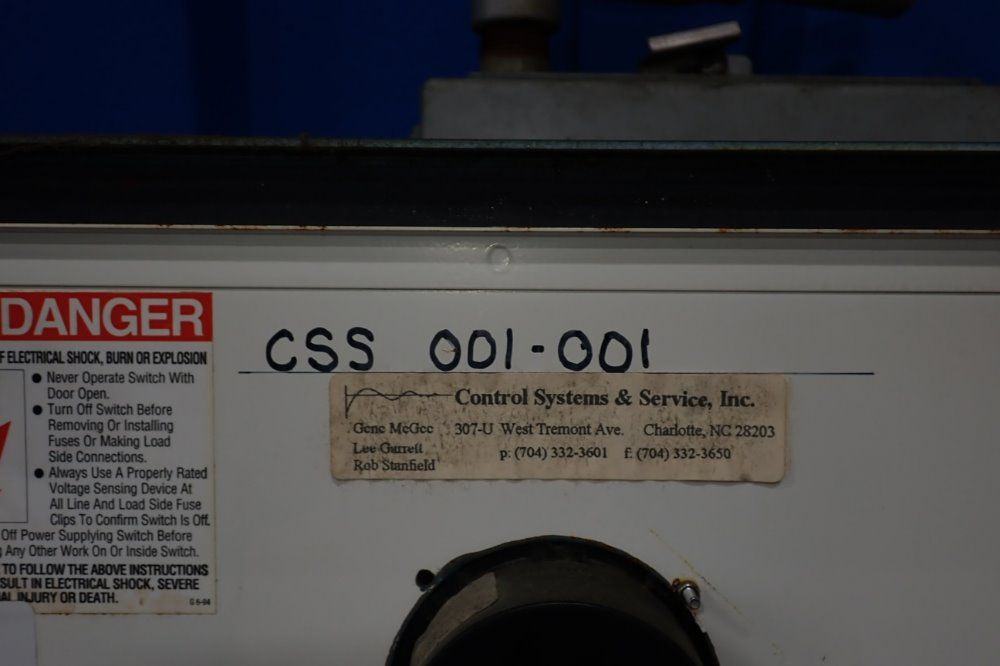 DANGER
F ELECTRICAL SHOCK, BURN OR EXPLOSION
● Never Operate Switch With
Door Open.
● Turn Off Switch Before
Removing Or Installing
Fuses Or Making Load
Side Connections.
● Always Use A Properly Rated
Voltage Sensing Device At
All Line And Load Side Fuse
Clips To Confirm Switch Is Off.
Off Power Supplying Switch Before
Any Other Work On Or Inside Switch.
TO FOLLOW THE ABOVE INSTRUCTIONS
SULT IN ELECTRICAL SHOCK, SEVERE
AL INJURY OR DEATH.
G 6-94
CSS 001-001
Control Systems & Service, Inc.
Gene McGee 307-U West Tremont Ave. Charlotte, NC 28203
Lee Garrett p: (704) 332-3601 f: (704) 332-3650
Rob Stanfield